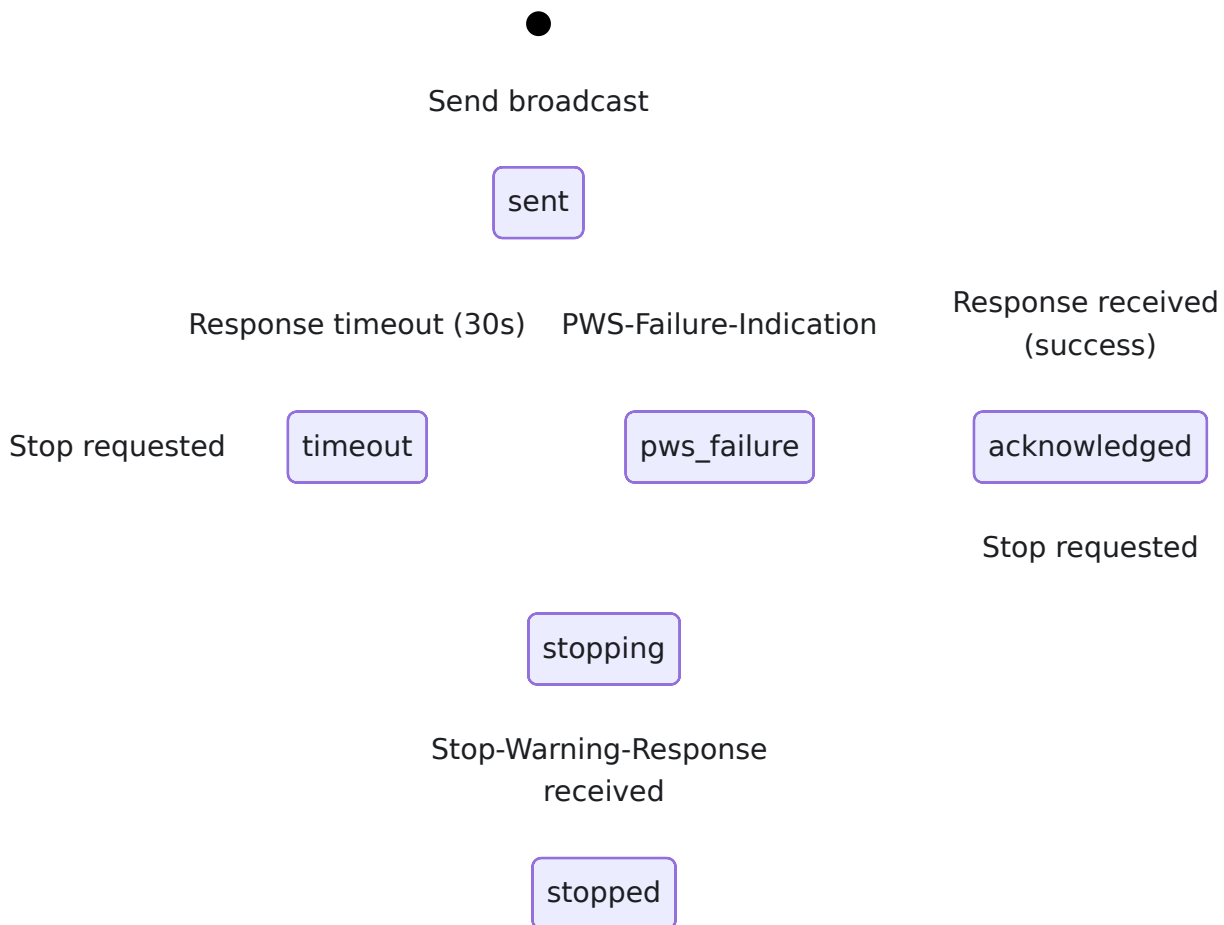 Send broadcast
sent
Response timeout (30s)
PWS-Failure-Indication
Response received
(success)
Stop requested
timeout
pws_failure
acknowledged
Stop requested
stopping
Stop-Warning-Response
received
stopped